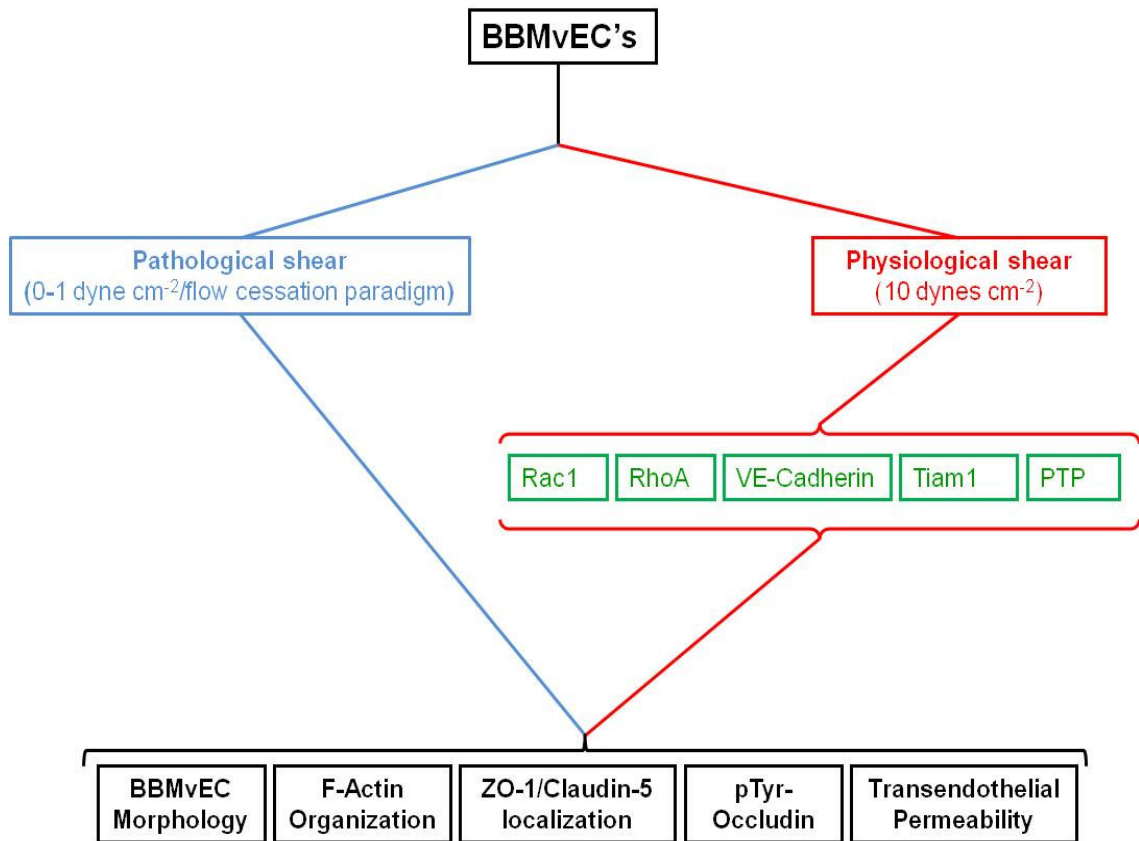 BBMvEC's
Pathological shear
(0-1 dyne cm-2/flow cessation paradigm)
Physiological shear
(10 dynes cm-2)
Rac1
RhoA
VE-Cadherin
Tiam1
PTP
BBMvEC
Morphology
F-Actin
Organization
ZO-1/Claudin-5
localization
pTyr-
Occludin
Transendothelial
Permeability